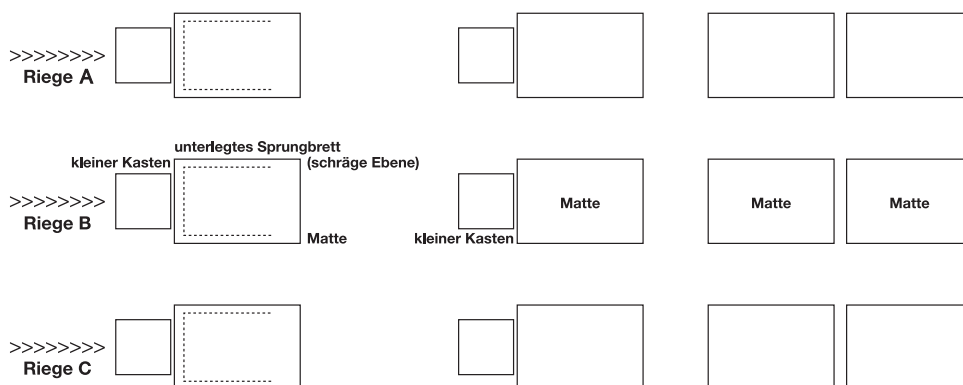 >>>>>>>>
Riege A
unterlegtes Sprungbrett
kleiner Kasten
(schräge Ebene)
>>>>>>>>
Riege B
Matte
Matte
Matte
Matte
kleiner Kasten
>>>>>>>>
Riege C